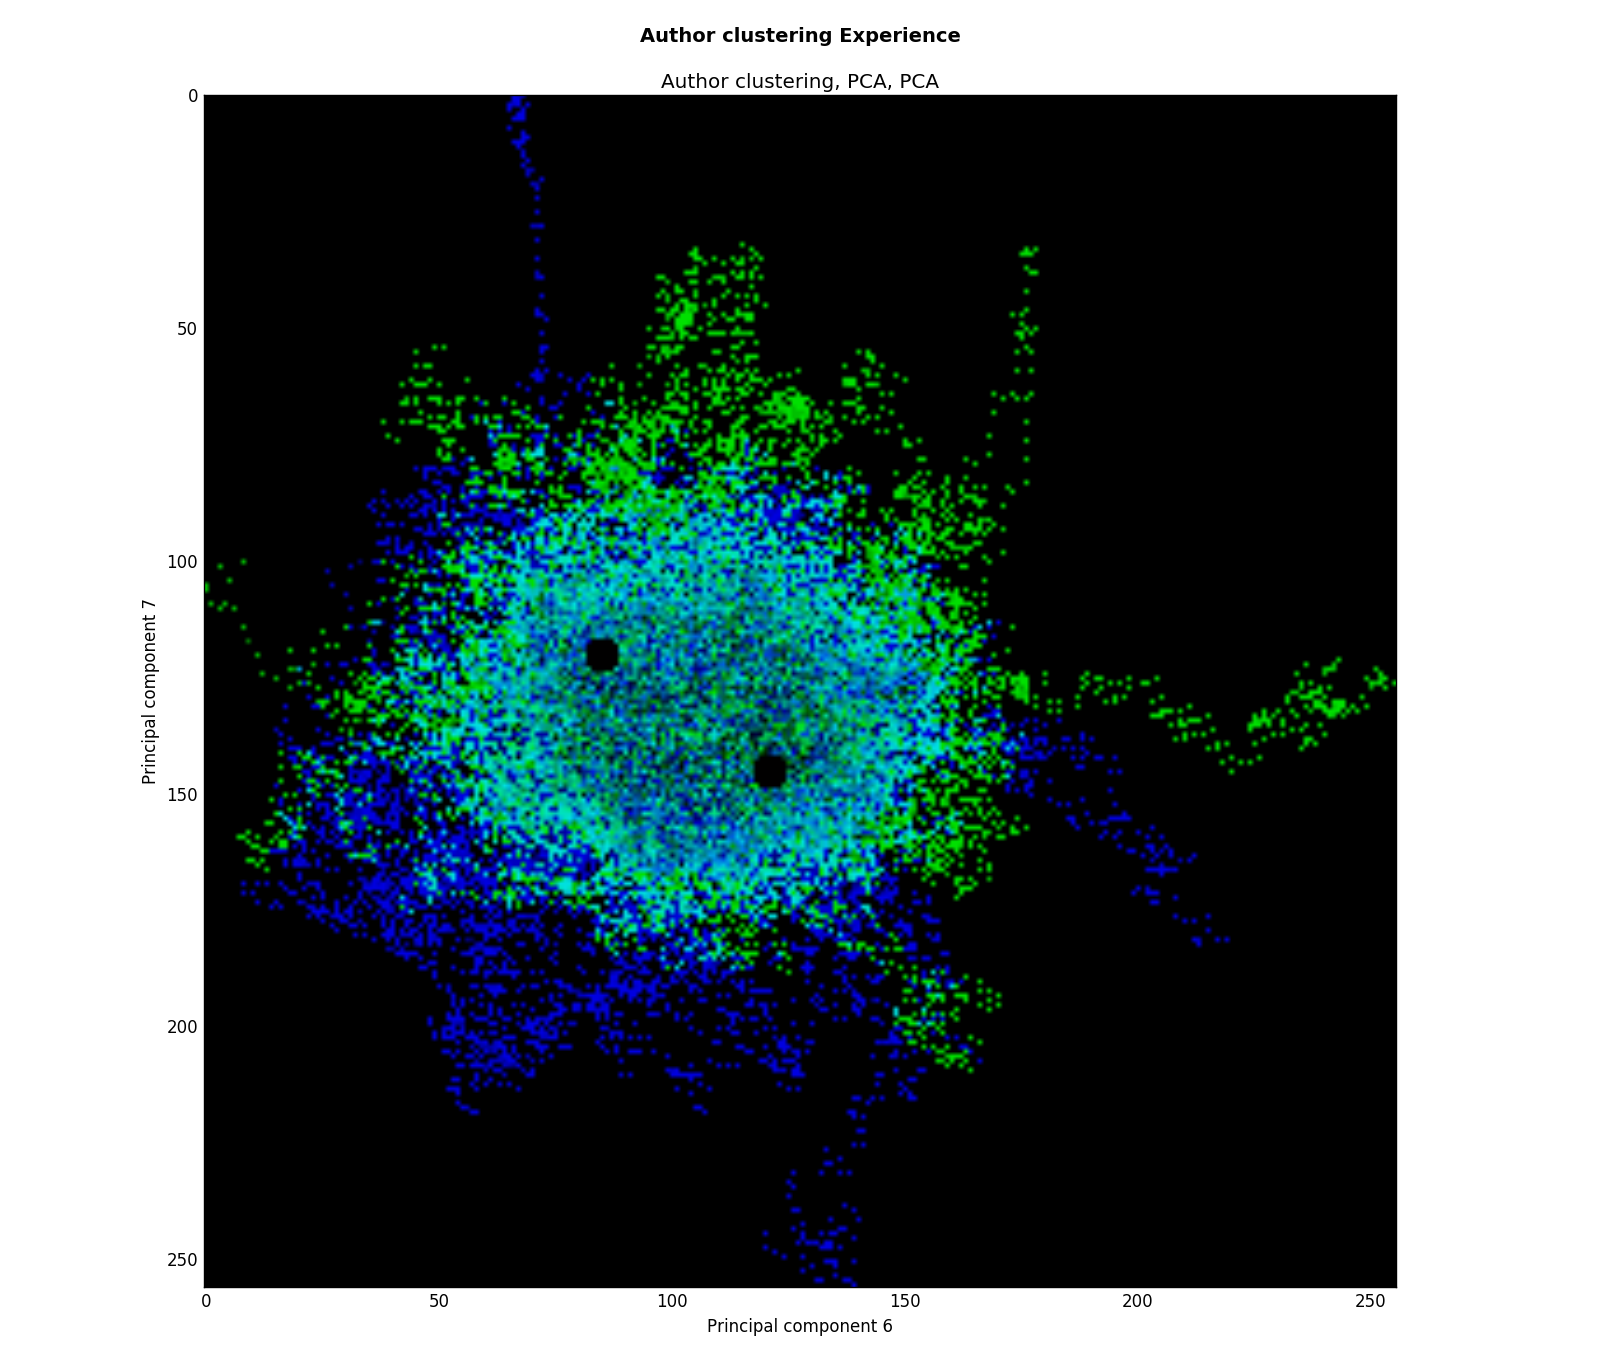 Author clustering Experience
Author clustering, PCA, PCA
0
50
100
150
200
250
Principal component 7
0 50 100 150 200 250
Principal component 6